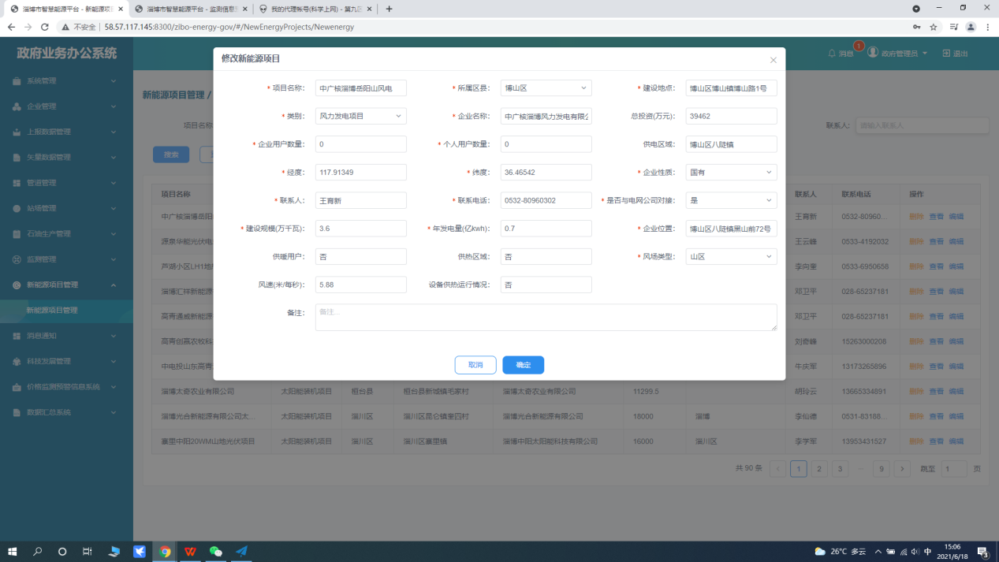 淄博市智慧能源平台 - 新能源项目
淄博市智慧能源平台 - 监测信息
我的代理帐号(科学上网) - 第九
不安全 58.57.117.145:8300/zibo-energy-gov/#/NewEnergyProjects/Newenergy
政府业务办公系统
消息 1 政府管理员 退出
系统管理
企业管理
上报数据管理
矢量数据管理
管道管理
站场管理
石油生产管理
监测管理
新能源项目管理
新能源项目管理
消息通知
科技发展管理
价格监测预警信息系统
数据汇总系统
新能源项目管理 /
项目名称
联系人: 请输入联系人
搜索
修改新能源项目
* 项目名称: 中广核淄博岳阳山风电 * 所属区县: 博山区 * 建设地点: 博山区博山镇博山路1号
* 类别: 风力发电项目 * 企业名称: 中广核淄博风力发电有限公 总投资(万元): 39462
* 企业用户数量: 0 * 个人用户数量: 0 供电区域: 博山区八陡镇
* 经度: 117.91349 * 纬度: 36.46542 * 企业性质: 国有
* 联系人: 王育新 * 联系电话: 0532-80960302 * 是否与电网公司对接: 是
* 建设规模(万千瓦): 3.6 * 年发电量(亿kwh): 0.7 * 企业位置: 博山区八陡镇黑山前72号
供暖用户: 否 供热区域: 否 * 风场类型: 山区
风速(米/每秒): 5.88 设备供热运行情况: 否
备注: 备注...
取消 确定
项目名称 联系人 联系电话 操作
中广核淄博岳阳 王育新 0532-80960... 删除 查看 编辑
源泉华能光伏电 王云峰 0533-4192032 删除 查看 编辑
芦湖小区LH1地 李向奎 0533-6950658 删除 查看 编辑
淄博汇祥新能源 邓卫平 028-65237181 删除 查看 编辑
高青通威新能源 邓卫平 028-65237181 删除 查看 编辑
高青创赢农牧科 刘奇峰 15263000208 删除 查看 编辑
中电投山东高青 牛庆军 13173265896 删除 查看 编辑
淄博太奇农业有限公司 太阳能装机项目 桓台县 桓台县新城镇毛家村 淄博太奇农业有限公司 11299.5 胡玲云 13665334891 删除 查看 编辑
淄博光合新能源有限公司太... 太阳能装机项目 淄川区 淄川区昆仑镇奎四村 淄博光合新能源有限公司 18000 淄博 李仙德 0531-83188... 删除 查看 编辑
寨里中阳20WM山地光伏项目 太阳能装机项目 淄川区 淄川区寨里镇 淄博中阳太阳能科技有限公司 16000 淄川区 李学军 13953431527 删除 查看 编辑
共 90 条 1 2 3 ··· 9 跳至 1 页
26°C 多云 中 15:06
2021/6/18 3